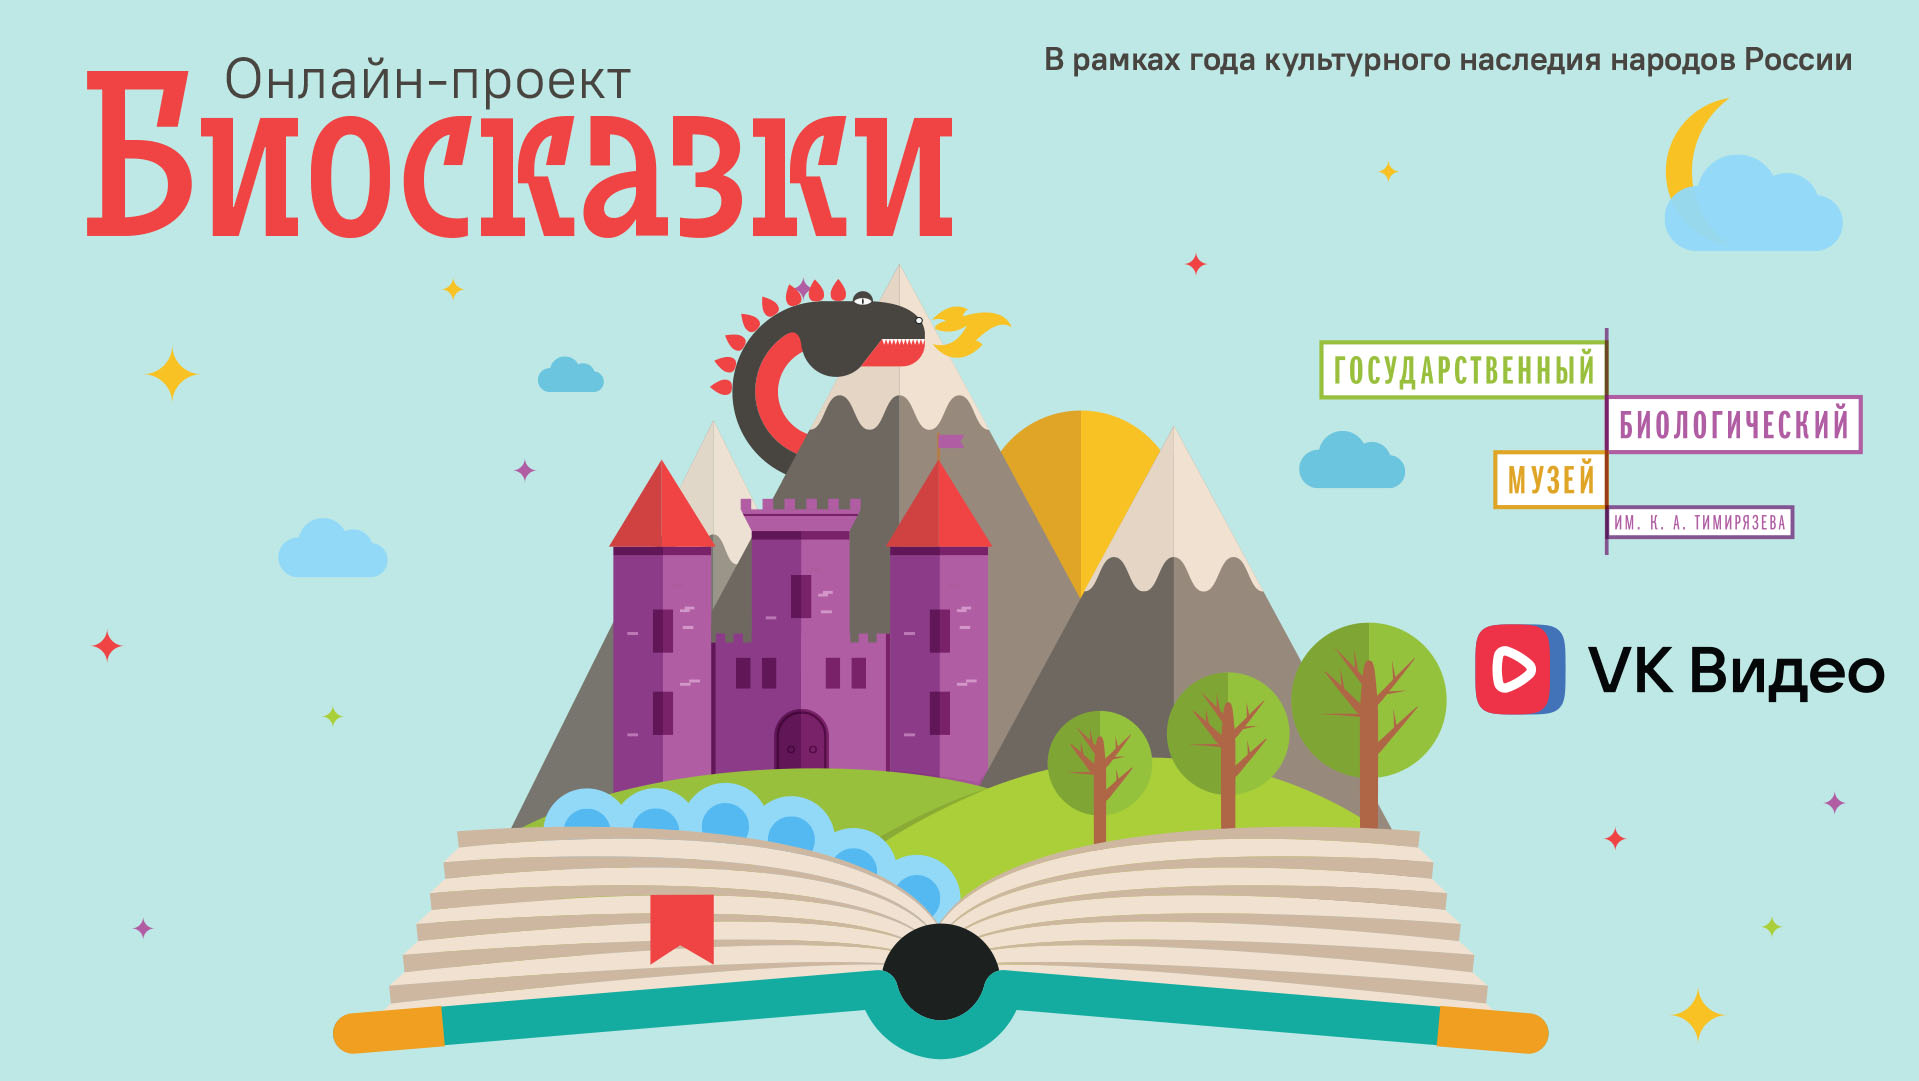 Онлайн-проект
Биосказки
В рамках года культурного наследия народов России
ГОСУДАРСТВЕННЫЙ
БИОЛОГИЧЕСКИЙ
МУЗЕЙ
ИМ. К. А. ТИМИРЯЗЕВА
VK Видео